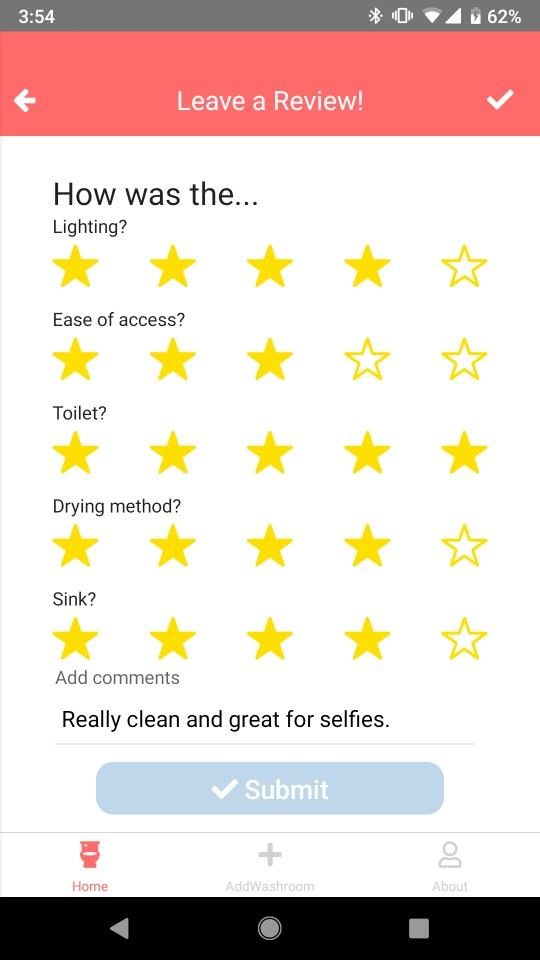 3:54
62%
Leave a Review!
How was the...
Lighting?
Ease of access?
Toilet?
Drying method?
Sink?
Add comments
Really clean and great for selfies.
Submit
Home
AddWashroom
About